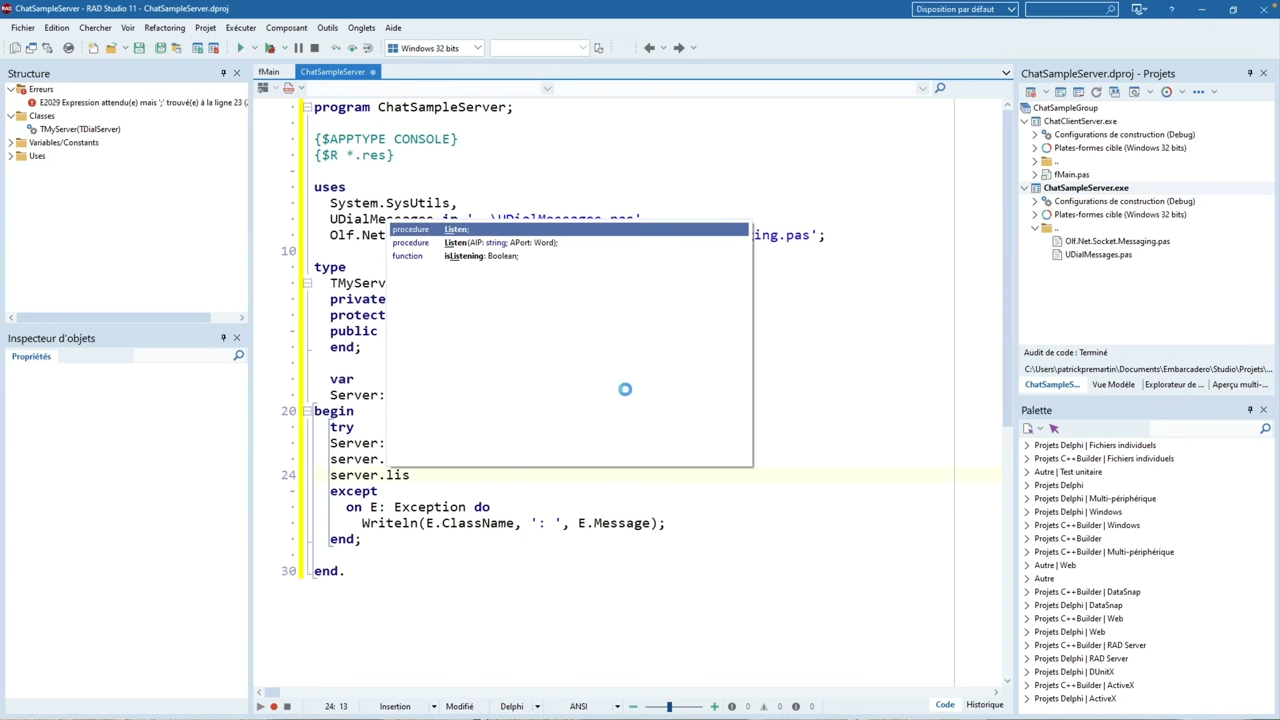 ChatSampleServer - RAD Studio 11 - ChatSampleServer.dproj
Disposition par défaut
Fichier Edition Chercher Voir Refactoring Projet Exécuter Composant Outils Onglets Aide
Windows 32 bits
Structure
Erreurs
E2029 Expression attendu(e) mais ';' trouvé(e) à la ligne 23 (
Classes
TMyServer(TDialServer)
Variables/Constants
Uses
Inspecteur d'objets
Propriétés
fMain ChatSampleServer
program ChatSampleServer;
{$APPTYPE CONSOLE}
{$R *.res}
uses
System.SysUtils,
UDialMessages in '..\UDialMessages.pas',
10
Olf.Net
ing.pas';
type
TMyServ
private
protect
public
end;
var
Server:
20 begin
try
Server:
server.
24 server.lis
except
on E: Exception do
Writeln(E.ClassName, ': ', E.Message);
end;
30 end.
procedure Listen;
procedure Listen(AIP: string; APort: Word);
function isListening: Boolean;
24: 13 Insertion Modifié Delphi ANSI 0 0 0 Code Historique
ChatSampleServer.dproj - Projets
ChatSampleGroup
ChatClientServer.exe
Configurations de construction (Debug)
Plates-formes cible (Windows 32 bits)
..
fMain.pas
ChatSampleServer.exe
Configurations de construction (Debug)
Plates-formes cible (Windows 32 bits)
..
Olf.Net.Socket.Messaging.pas
UDialMessages.pas
Audit de code : Terminé
C:\Users\patrickpremartin\Documents\Embarcadero\Studio\Projets\...
ChatSampleS... Vue Modèle Explorateur de ... Aperçu multi-...
Palette
Projets Delphi | Fichiers individuels
Projets C++Builder | Fichiers individuels
Autre | Test unitaire
Projets Delphi
Projets Delphi | Multi-périphérique
Projets Delphi | Windows
Projets C++Builder | Windows
Projets C++Builder
Projets C++Builder | Multi-périphérique
Autre | Web
Autre
Projets C++Builder | DataSnap
Projets Delphi | DataSnap
Projets C++Builder | Web
Projets Delphi | Web
Projets C++Builder | RAD Server
Projets Delphi | RAD Server
Projets Delphi | DUnitX
Projets C++Builder | ActiveX
Projets Delphi | ActiveX